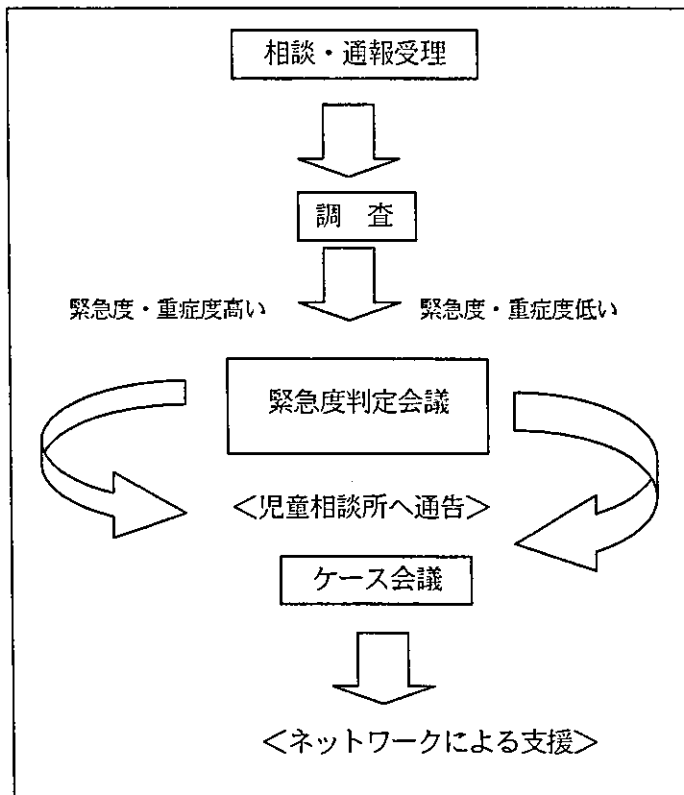 相談・通報受理
調　査
緊急度・重症度高い
緊急度・重症度低い
緊急度判定会議
＜児童相談所へ通告＞
ケース会議
＜ネットワークによる支援＞